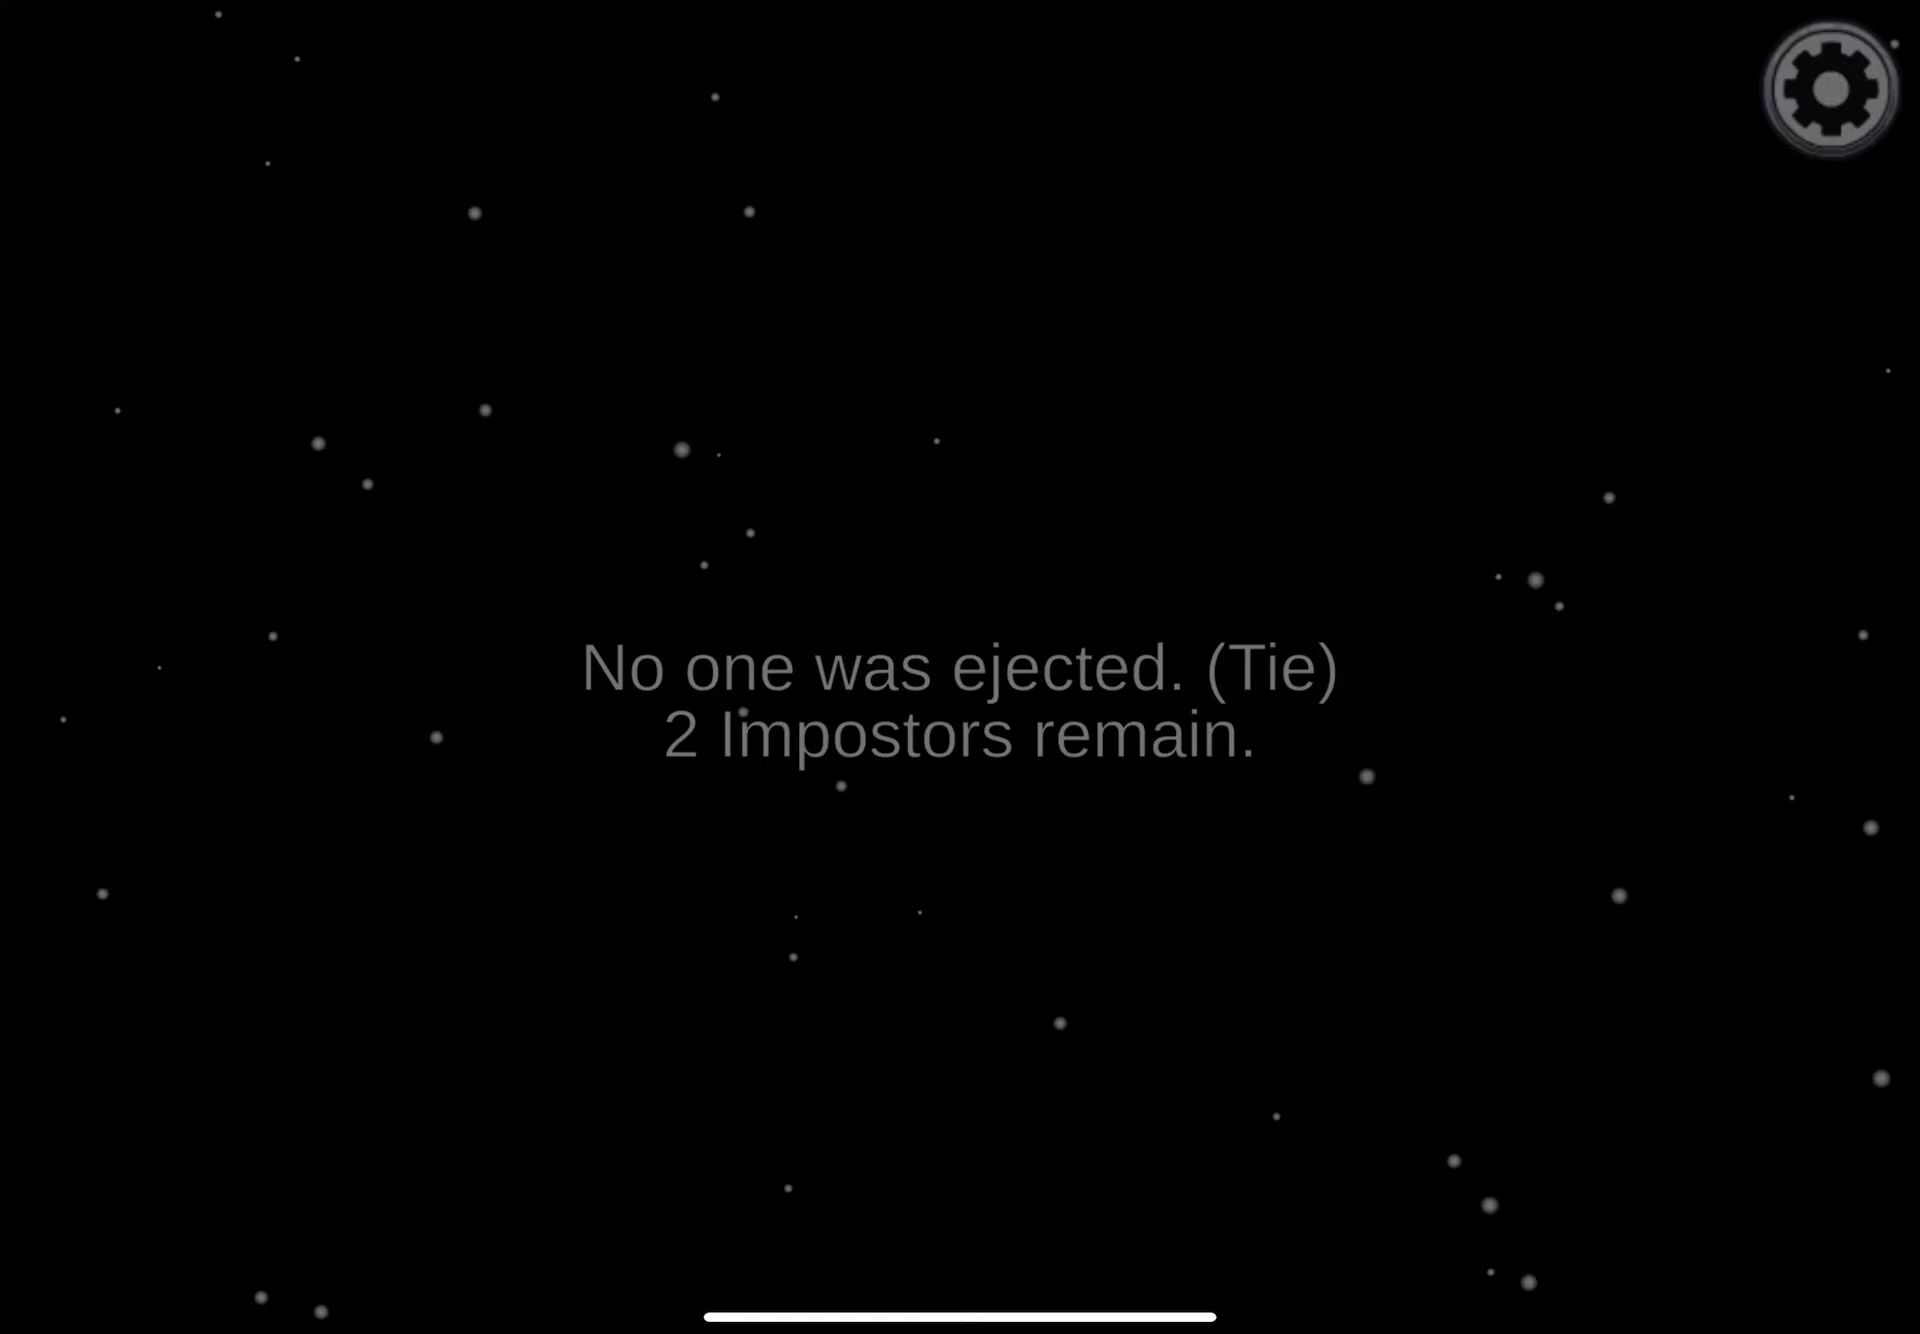 No one was ejected. (Tie)
2 Impostors remain.